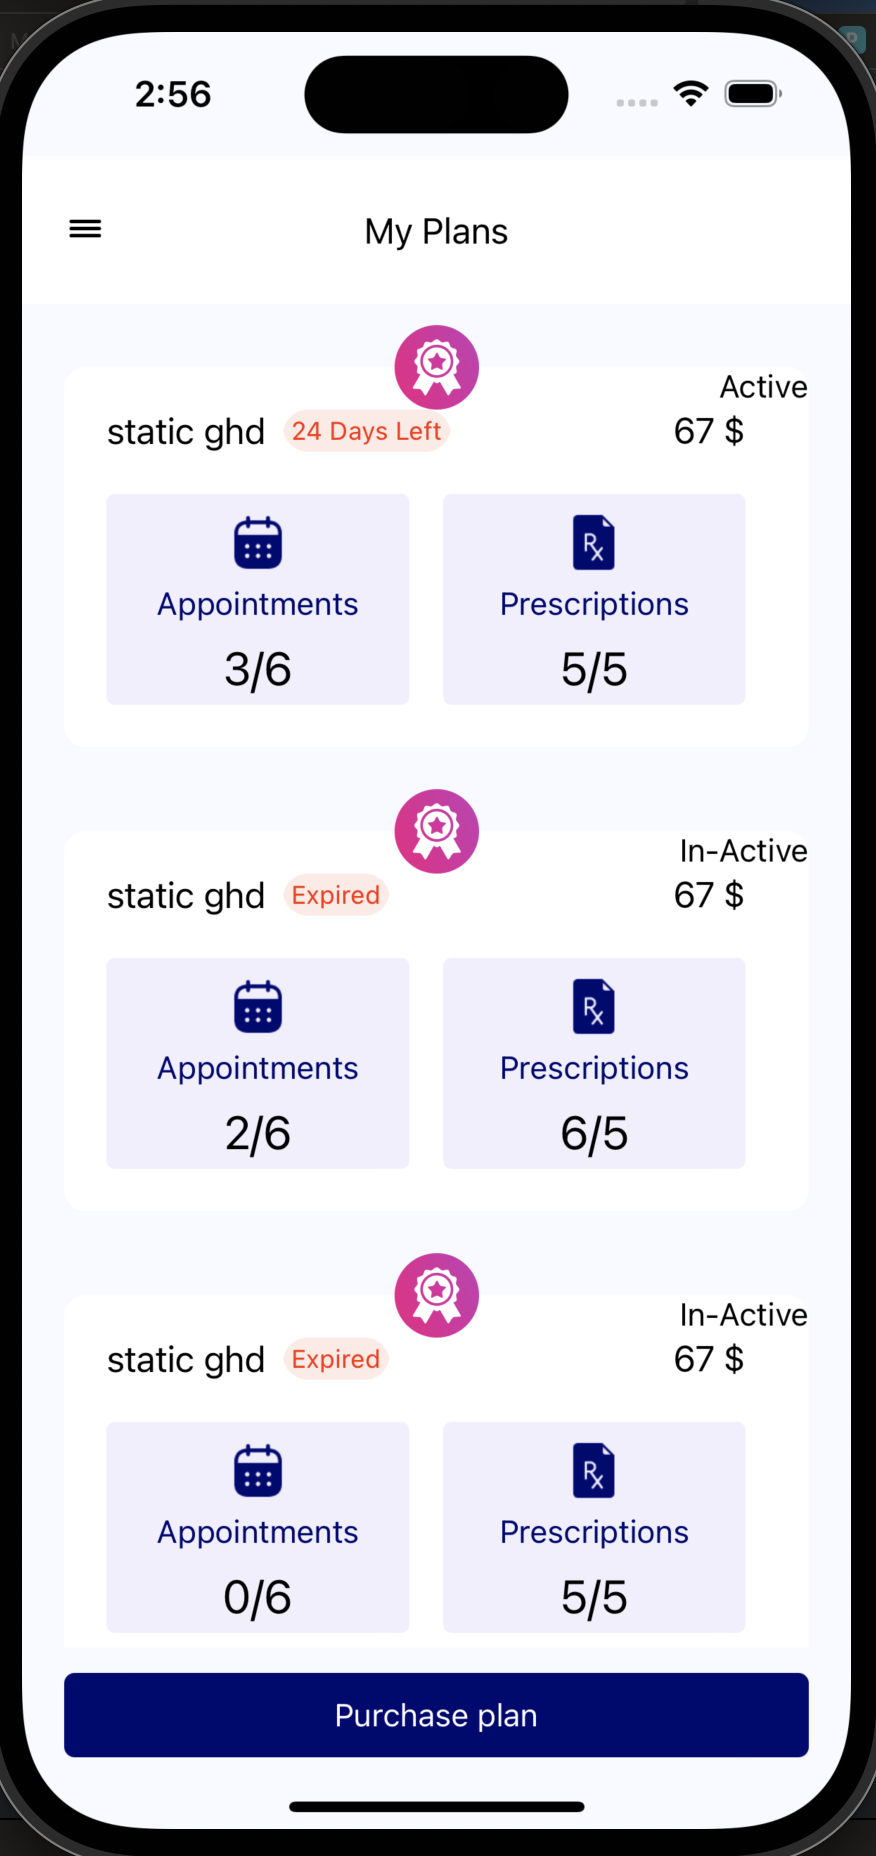 2:56
My Plans
Active
static ghd 24 Days Left 67 $
Appointments Prescriptions
3/6 5/5
In-Active
static ghd Expired 67 $
Appointments Prescriptions
2/6 6/5
In-Active
static ghd Expired 67 $
Appointments Prescriptions
0/6 5/5
Purchase plan